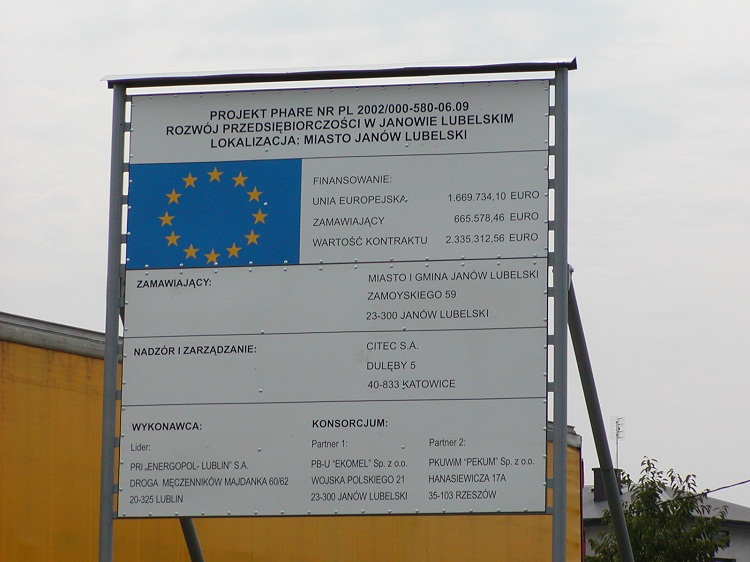 PROJEKT PHARE NR PL 2002/000-580-06.09
ROZWÓJ PRZEDSIĘBIORCZOŚCI W JANOWIE LUBELSKIM
LOKALIZACJA: MIASTO JANÓW LUBELSKI
FINANSOWANIE:
UNIA EUROPEJSKA 1.669.734,10 EURO
ZAMAWIAJĄCY 665.578,46 EURO
WARTOŚĆ KONTRAKTU 2.335.312,56 EURO
ZAMAWIAJĄCY: MIASTO I GMINA JANÓW LUBELSKI
ZAMOYSKIEGO 59
23-300 JANÓW LUBELSKI
NADZÓR I ZARZĄDZANIE: CITEC S.A.
DULĘBY 5
40-833 KATOWICE
WYKONAWCA: KONSORCJUM:
Lider: Partner 1: Partner 2:
PRI „ENERGOPOL- LUBLIN” S.A. PB-U "EKOMEL" Sp. z o.o. PKUWiM "PEKUM" Sp. z o.o.
DROGA MĘCZENNIKÓW MAJDANKA 60/62 WOJSKA POLSKIEGO 21 HANASIEWICZA 17A
20-325 LUBLIN 23-300 JANÓW LUBELSKI 35-103 RZESZÓW